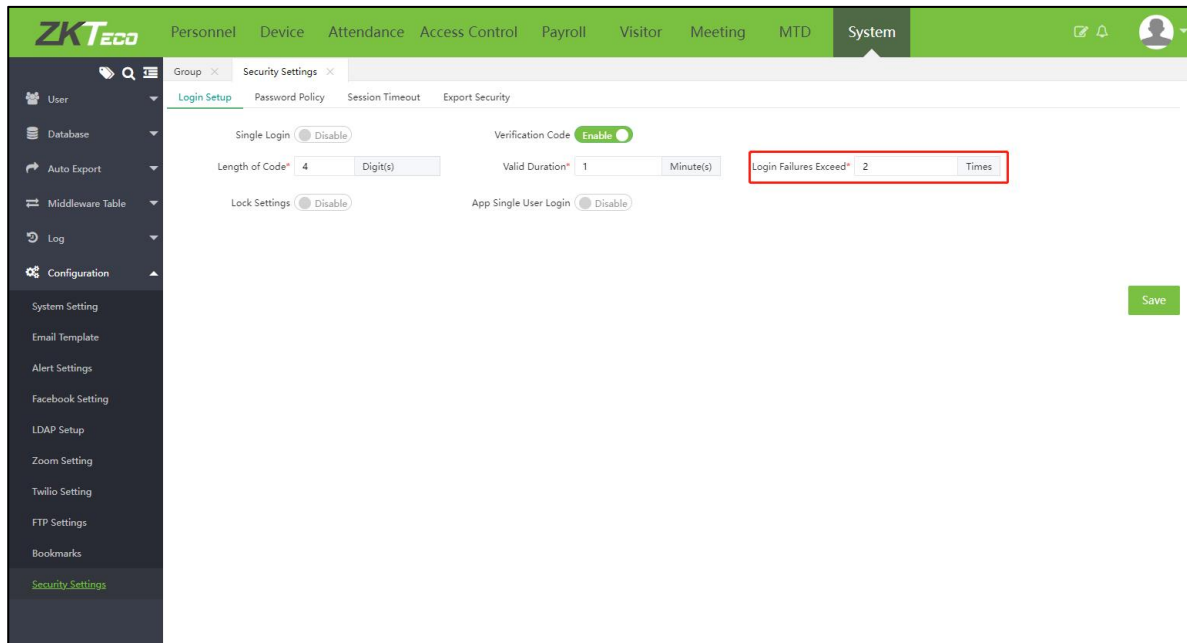 ZKTeco
Personnel Device Attendance Access Control Payroll Visitor Meeting MTD System
Group × Security Settings ×
Login Setup Password Policy Session Timeout Export Security
User
Database
Auto Export
Middleware Table
Log
Configuration
System Setting
Email Template
Alert Settings
Facebook Setting
LDAP Setup
Zoom Setting
Twilio Setting
FTP Settings
Bookmarks
Security Settings
Single Login Disable Verification Code Enable
Length of Code* 4 Digit(s) Valid Duration* 1 Minute(s) Login Failures Exceed* 2 Times
Lock Settings Disable App Single User Login Disable
Save